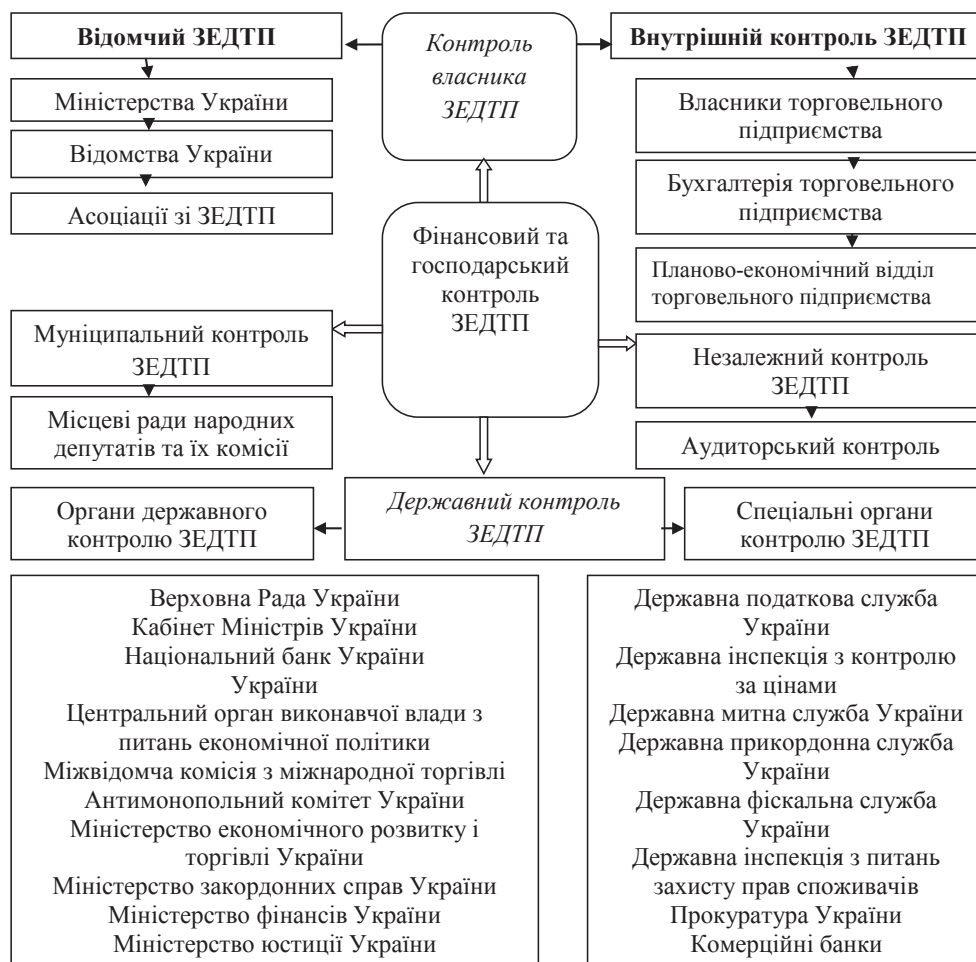 Відомчий ЗЕДТП
Міністерства України
Відомства України
Асоціації зі ЗЕДТП
Контроль
власника
ЗЕДТП
Внутрішній контроль ЗЕДТП
Власники торговельного
підприємства
Бухгалтерія торговельного
підприємства
Планово-економічний відділ
торговельного підприємства
Фінансовий та
господарський
контроль
ЗЕДТП
Муніципальний контроль
ЗЕДТП
Місцеві ради народних
депутатів та їх комісії
Незалежний контроль
ЗЕДТП
Аудиторський контроль
Органи державного
контролю ЗЕДТП
Державний контроль
ЗЕДТП
Спеціальні органи
контролю ЗЕДТП
Верховна Рада України
Кабінет Міністрів України
Національний банк України
України
Центральний орган виконавчої влади з
питань економічної політики
Міжвідомча комісія з міжнародної торгівлі
Антимонопольний комітет України
Міністерство економічного розвитку і
торгівлі України
Міністерство закордонних справ України
Міністерство фінансів України
Міністерство юстиції України
Державна податкова служба
України
Державна інспекція з контролю
за цінами
Державна митна служба України
Державна прикордонна служба
України
Державна фіскальна служба
України
Державна інспекція з питань
захисту прав споживачів
Прокуратура України
Комерційні банки